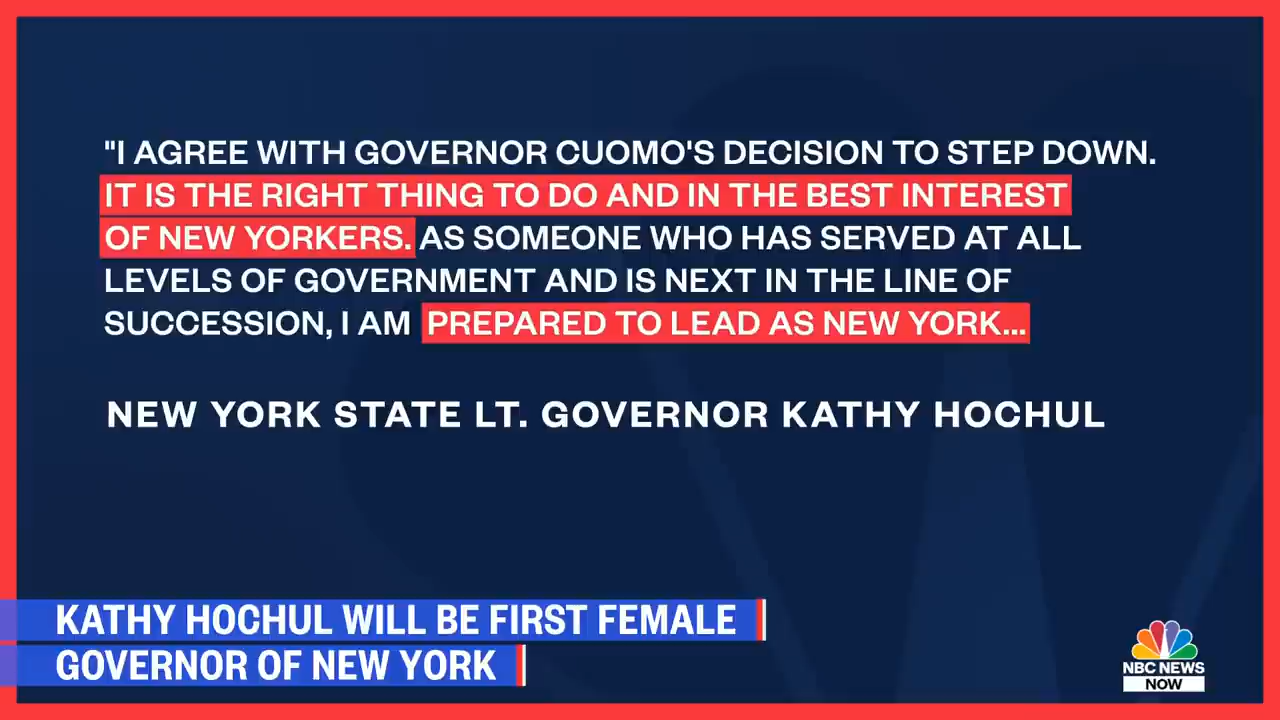 "I AGREE WITH GOVERNOR CUOMO'S DECISION TO STEP DOWN.
IT IS THE RIGHT THING TO DO AND IN THE BEST INTEREST
OF NEW YORKERS. AS SOMEONE WHO HAS SERVED AT ALL
LEVELS OF GOVERNMENT AND IS NEXT IN THE LINE OF
SUCCESSION, I AM PREPARED TO LEAD AS NEW YORK...
NEW YORK STATE LT. GOVERNOR KATHY HOCHUL
KATHY HOCHUL WILL BE FIRST FEMALE
GOVERNOR OF NEW YORK
NBC NEWS
NOW